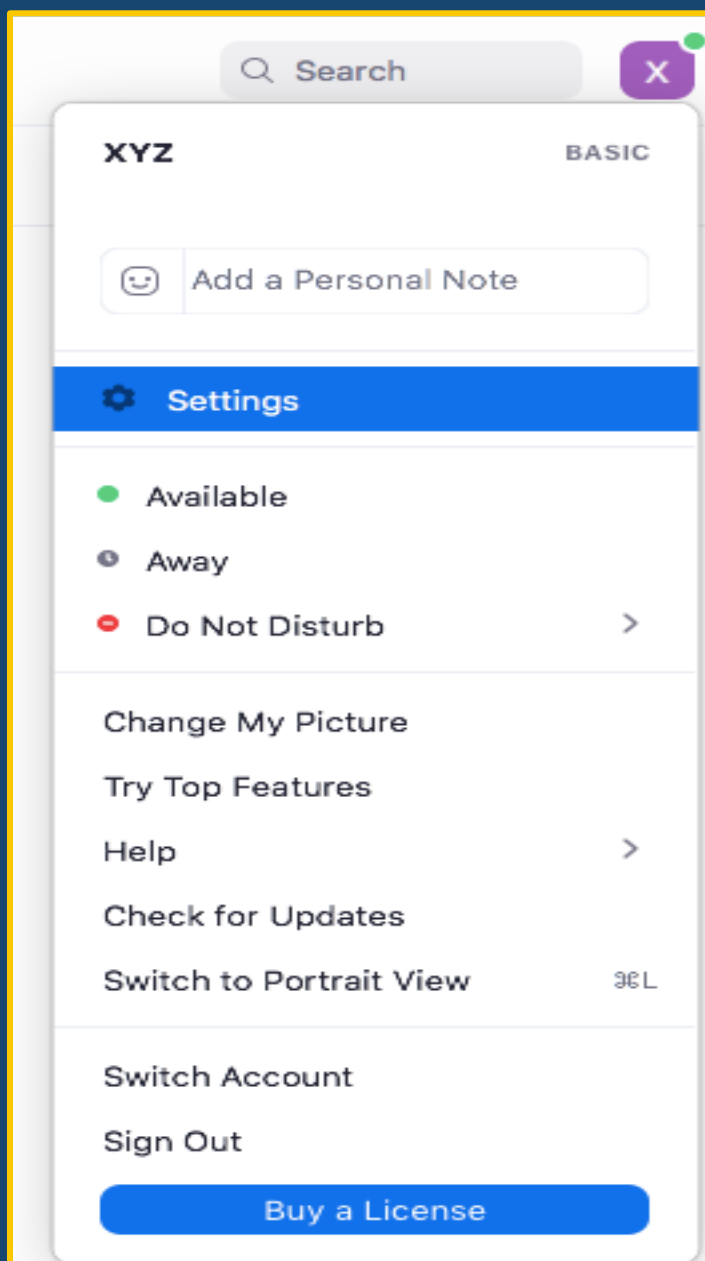 Search
X
XYZ BASIC
Add a Personal Note
Settings
Available
Away
Do Not Disturb
Change My Picture
Try Top Features
Help
Check for Updates
Switch to Portrait View ⌘L
Switch Account
Sign Out
Buy a License